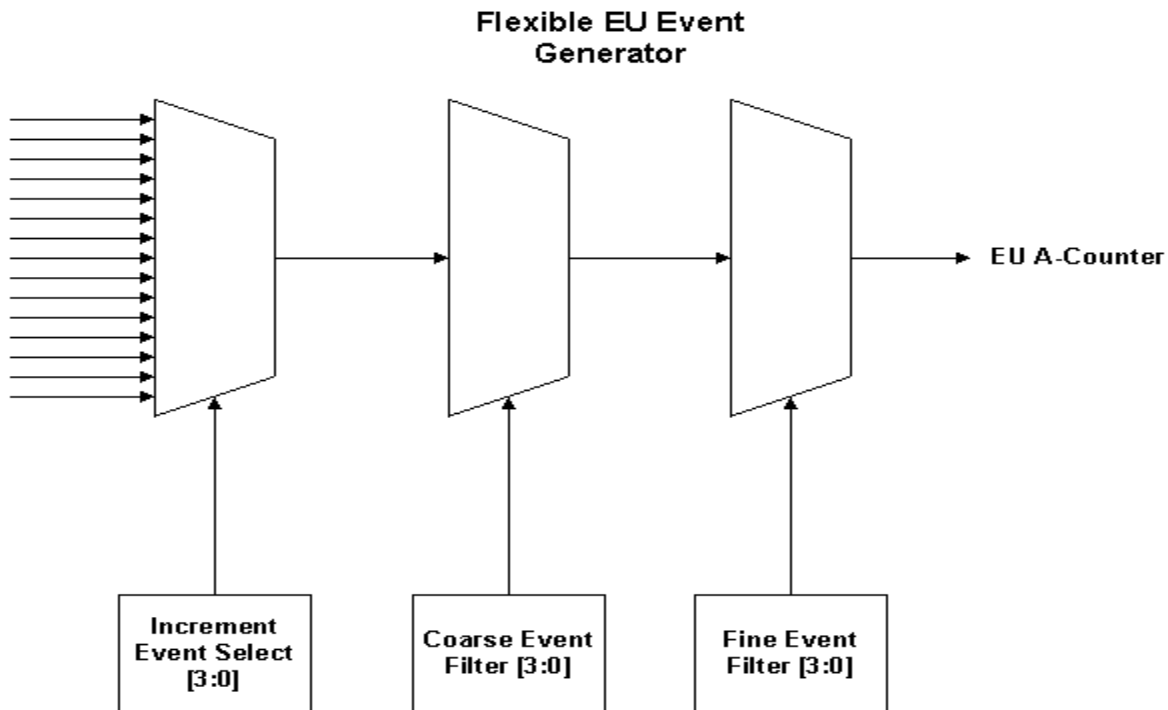 Flexible EU Event
Generator
EU A-Counter
Increment
Event Select
[3:0]
Coarse Event
Filter [3:0]
Fine Event
Filter [3:0]